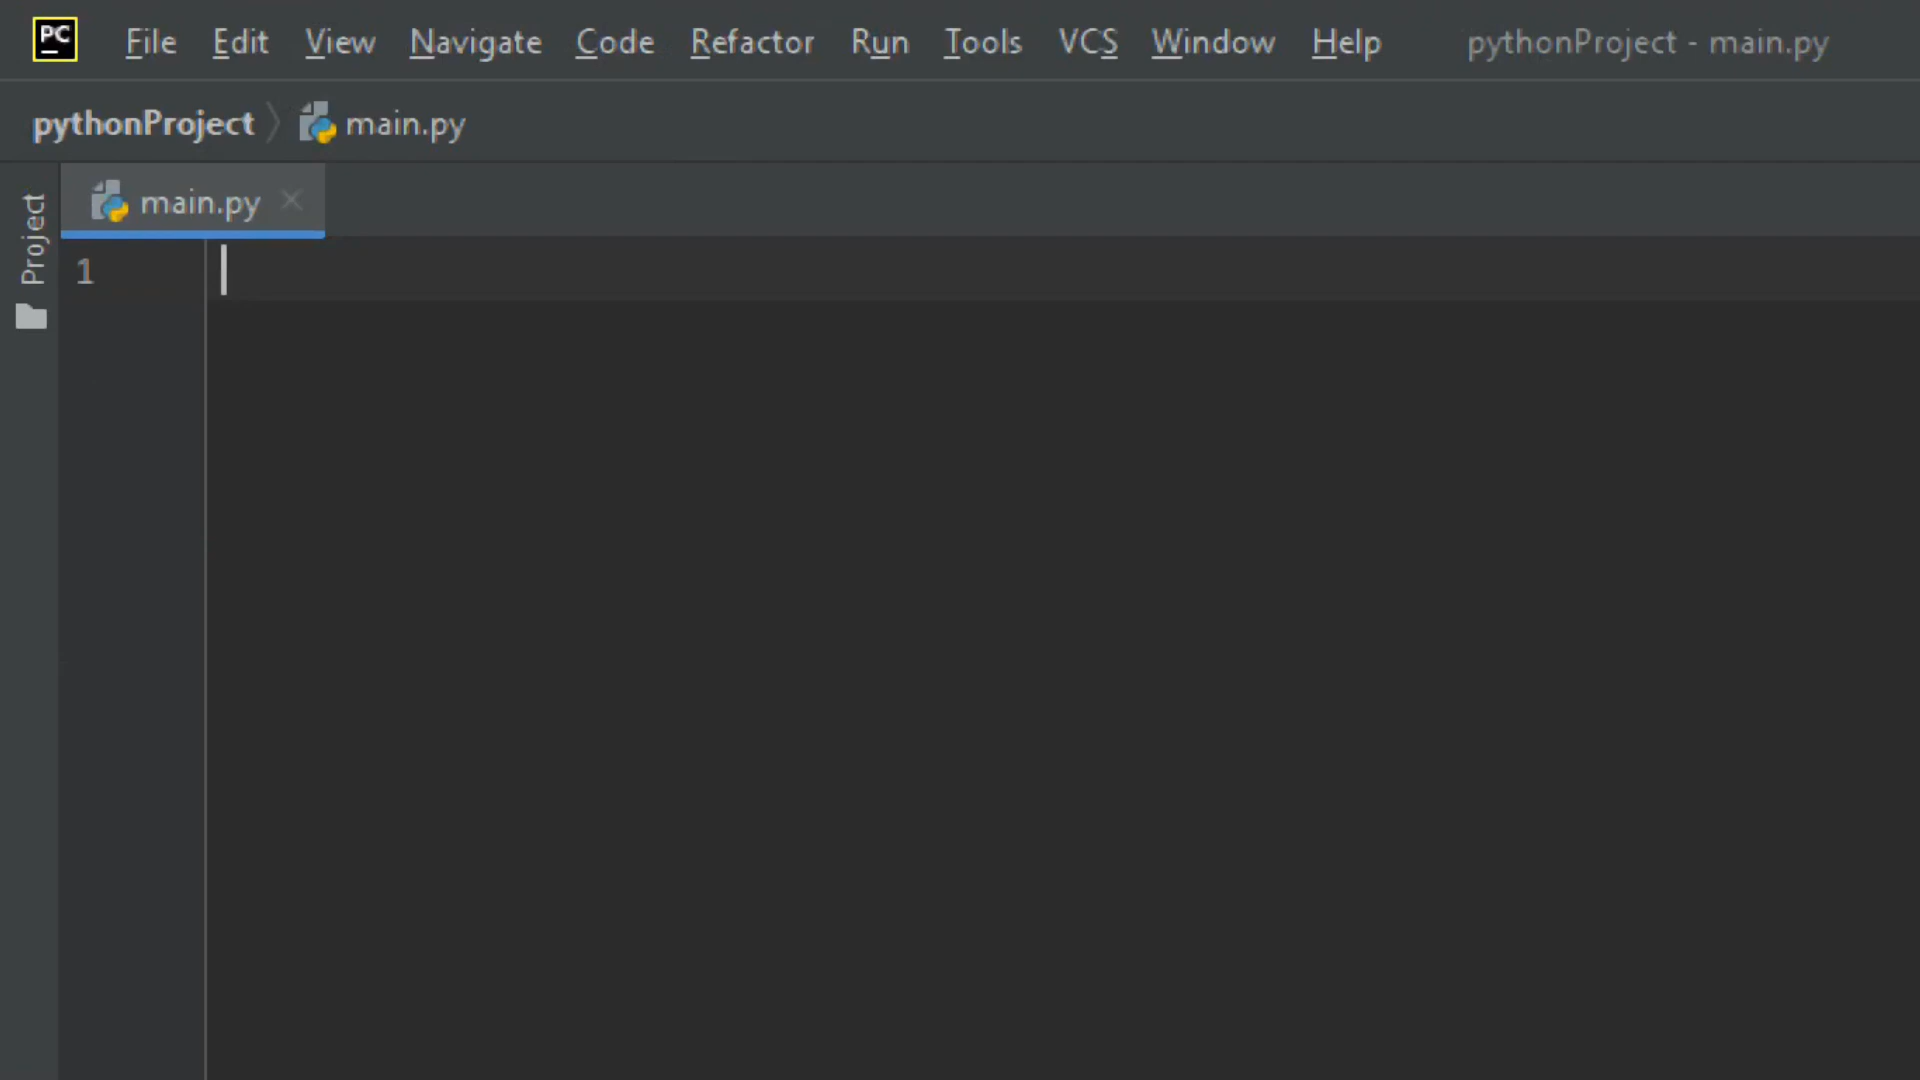 PC File Edit View Navigate Code Refactor Run Tools VCS Window Help pythonProject - main.py
pythonProject main.py
main.py
Project
1